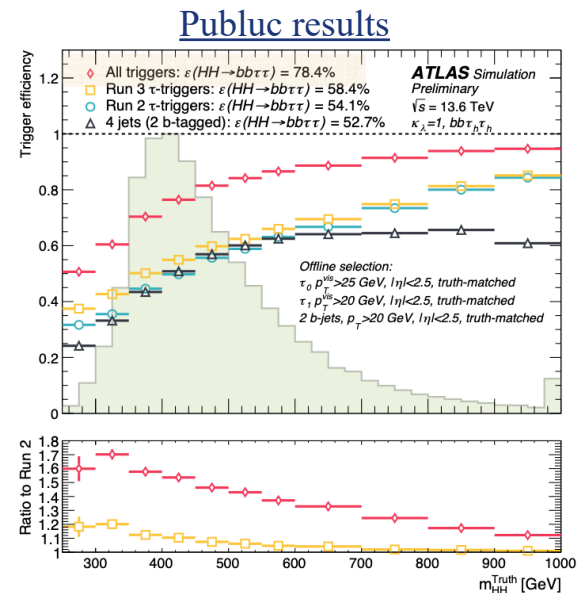 Publuc results
Trigger efficiency
All triggers: ε(HH→bbττ) = 78.4%
Run 3 τ-triggers: ε(HH→bbττ) = 58.4%
Run 2 τ-triggers: ε(HH→bbττ) = 54.1%
4 jets (2 b-tagged): ε(HH→bbττ) = 52.7%
ATLAS Simulation
Preliminary
√s = 13.6 TeV
κλ=1, bbτhτh
1.2
1
0.8
0.6
0.4
0.2
0
Offline selection:
τ0 pTvis>25 GeV, |η|<2.5, truth-matched
τ1 pTvis>20 GeV, |η|<2.5, truth-matched
2 b-jets, pT>20 GeV, |η|<2.5, truth-matched
Ratio to Run 2
1.8
1.7
1.6
1.5
1.4
1.3
1.2
1.1
1
300 400 500 600 700 800 900 1000
mHHTruth [GeV]